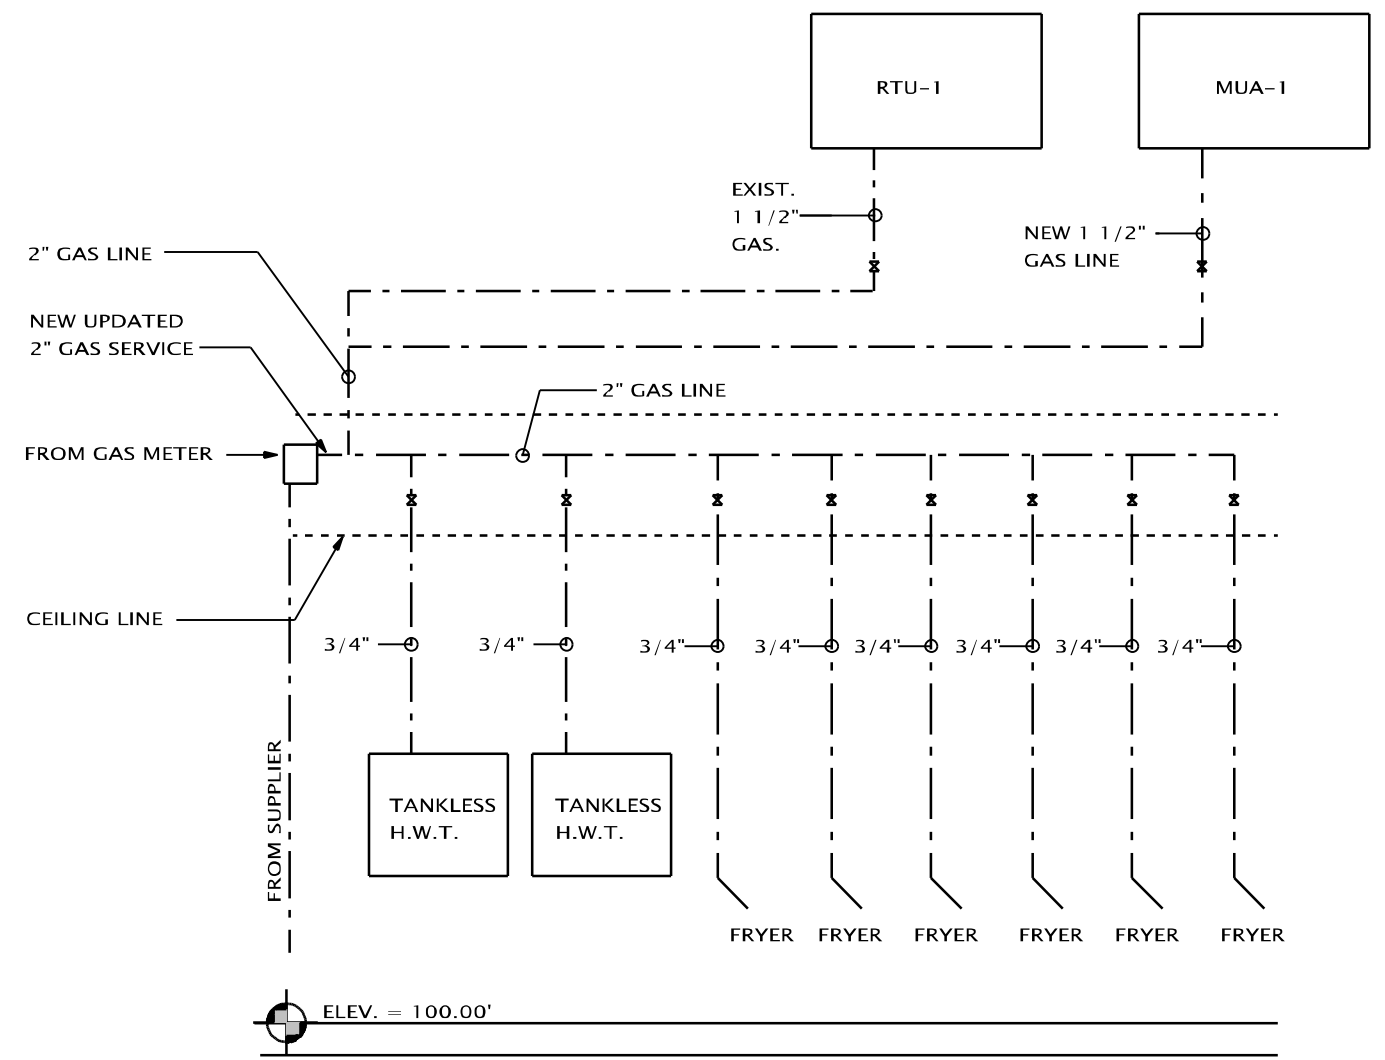 RTU-1
MUA-1
EXIST.
1 1/2"
GAS.
NEW 1 1/2"
GAS LINE
2" GAS LINE
NEW UPDATED
2" GAS SERVICE
2" GAS LINE
FROM GAS METER
CEILING LINE
3/4"
3/4"
3/4"
3/4"
3/4"
3/4"
3/4"
3/4"
FROM SUPPLIER
TANKLESS
H.W.T.
TANKLESS
H.W.T.
FRYER
FRYER
FRYER
FRYER
FRYER
FRYER
ELEV. = 100.00'